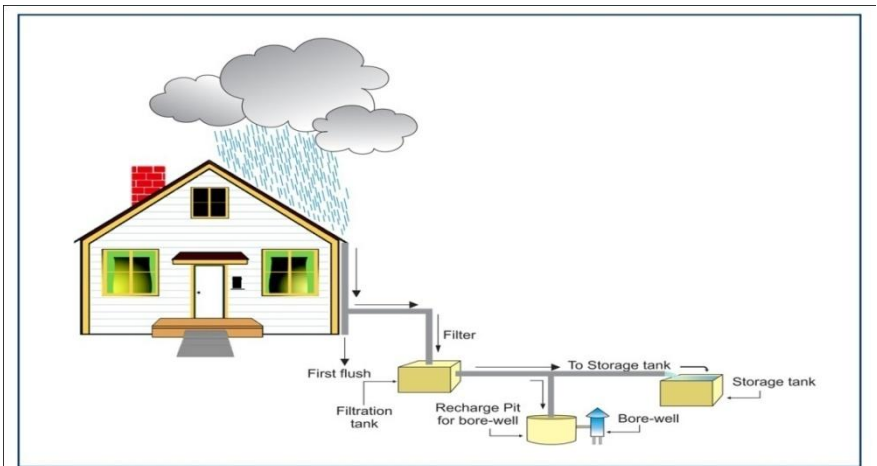 Filter
First flush
To Storage tank
Storage tank
Filtration
tank
Recharge Pit
for bore-well
Bore-well